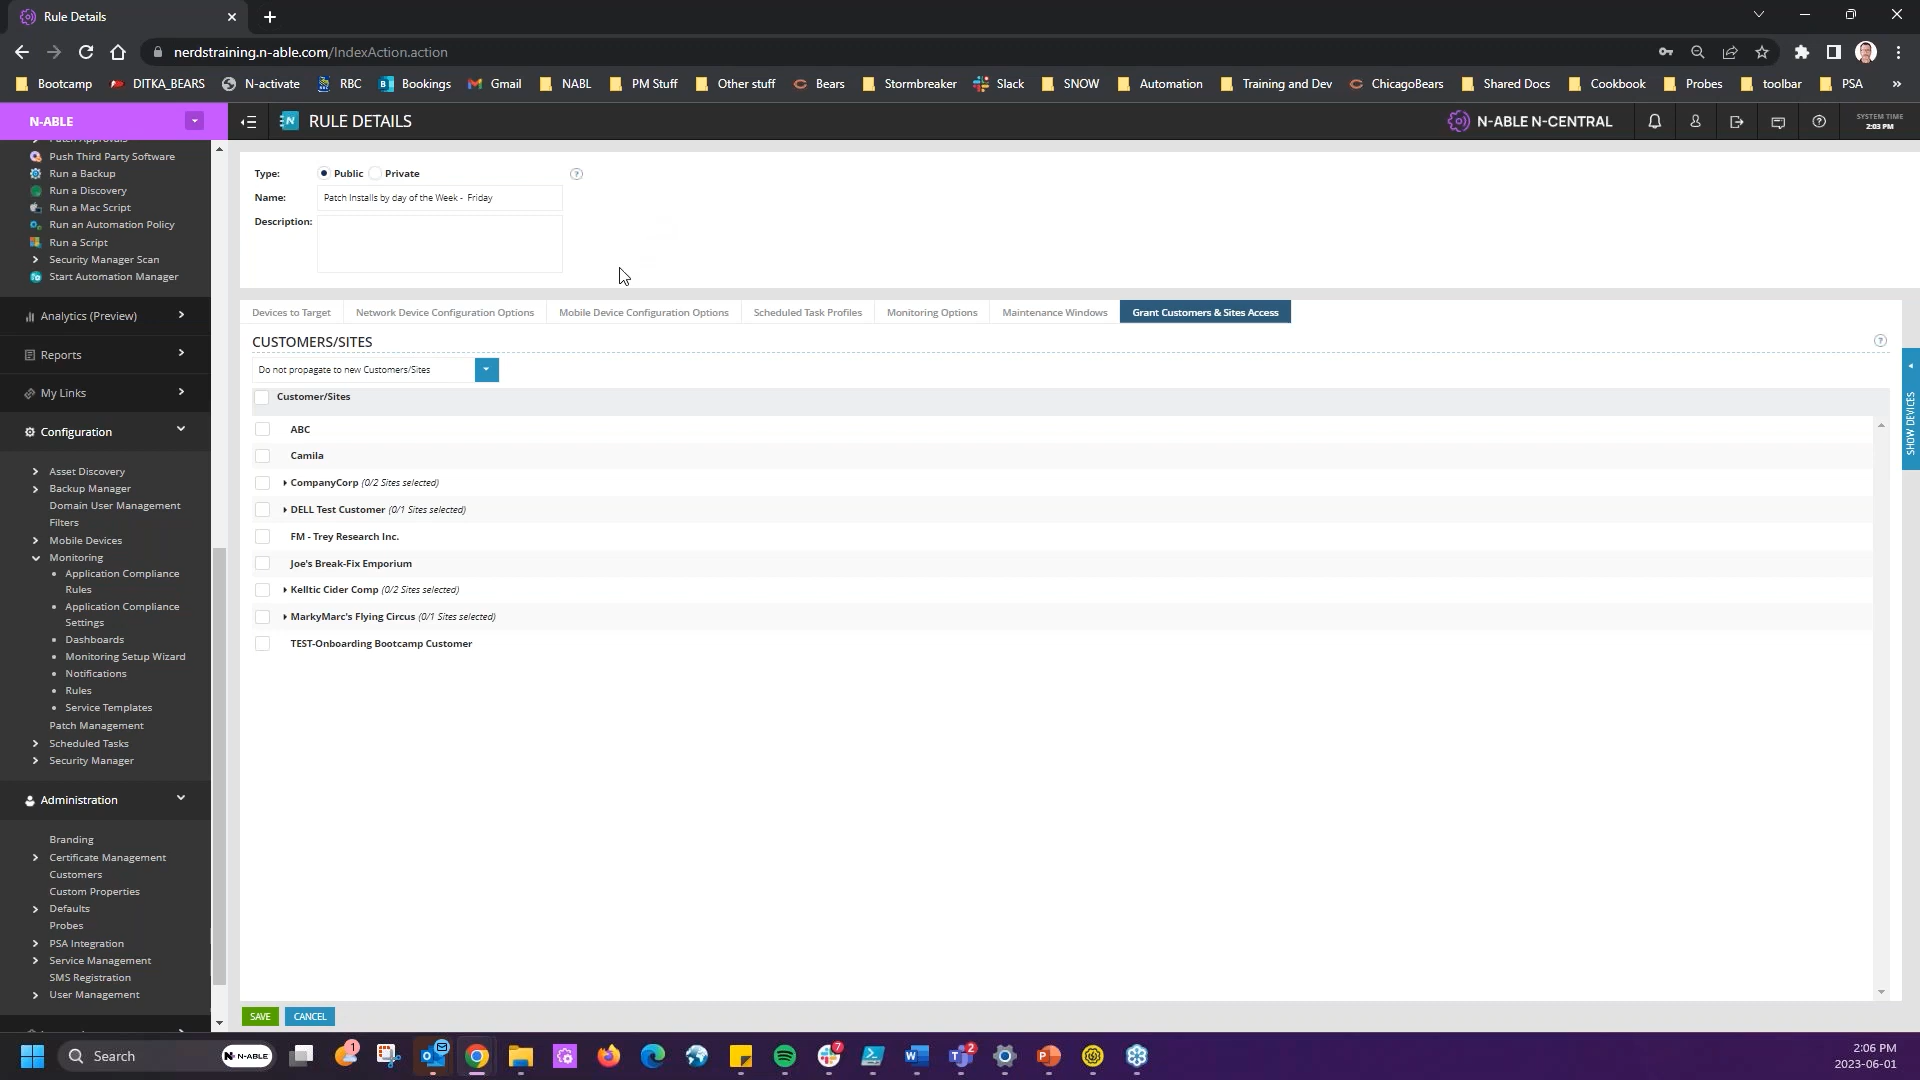 Rule Details
nerdstraining.n-able.com/IndexAction.action
Bootcamp
DITKA_BEARS
N-activate
RBC
Bookings
Gmail
NABL
PM Stuff
Other stuff
Bears
Stormbreaker
Slack
SNOW
Automation
Training and Dev
ChicagoBears
Shared Docs
Cookbook
Probes
toolbar
PSA
N-ABLE
RULE DETAILS
N-ABLE N-CENTRAL
SYSTEM TIME
2:03 PM
Patch Approvals
Push Third Party Software
Run a Backup
Run a Discovery
Run a Mac Script
Run an Automation Policy
Run a Script
Security Manager Scan
Start Automation Manager
Analytics (Preview)
Reports
My Links
Configuration
Asset Discovery
Backup Manager
Domain User Management
Filters
Mobile Devices
Monitoring
Application Compliance
Rules
Application Compliance
Settings
Dashboards
Monitoring Setup Wizard
Notifications
Rules
Service Templates
Patch Management
Scheduled Tasks
Security Manager
Administration
Branding
Certificate Management
Customers
Custom Properties
Defaults
Probes
PSA Integration
Service Management
SMS Registration
User Management
Type: Public Private
Name: Patch Installs by day of the Week - Friday
Description:
Devices to Target
Network Device Configuration Options
Mobile Device Configuration Options
Scheduled Task Profiles
Monitoring Options
Maintenance Windows
Grant Customers & Sites Access
CUSTOMERS/SITES
Do not propagate to new Customers/Sites
Customer/Sites
ABC
Camila
CompanyCorp (0/2 Sites selected)
DELL Test Customer (0/1 Sites selected)
FM - Trey Research Inc.
Joe's Break-Fix Emporium
Kelltic Cider Comp (0/2 Sites selected)
MarkyMarc's Flying Circus (0/1 Sites selected)
TEST-Onboarding Bootcamp Customer
SHOW DEVICES
SAVE
CANCEL
Search
N-ABLE
1
7
2
2:06 PM
2023-06-01